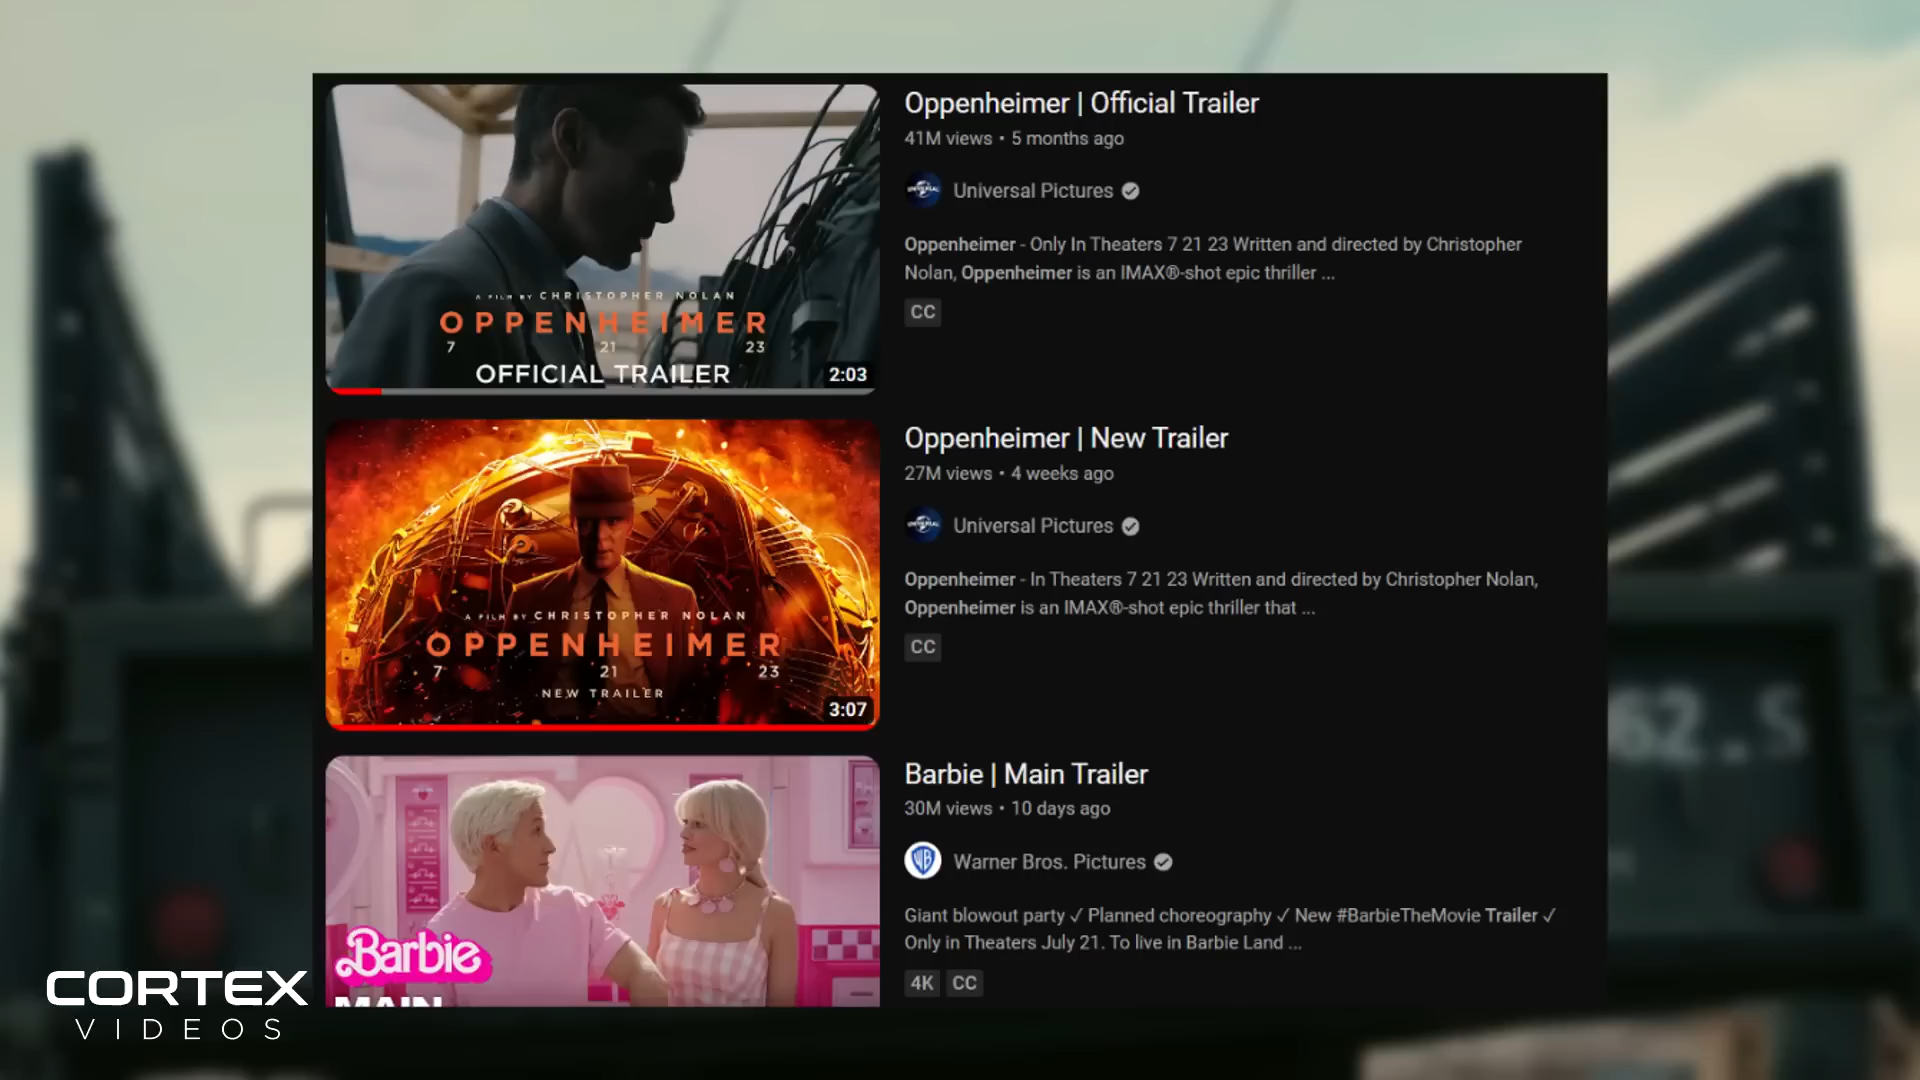 Oppenheimer | Official Trailer
41M views • 5 months ago
UNIVERSAL
Universal Pictures
Oppenheimer - Only In Theaters 7 21 23 Written and directed by Christopher
Nolan, Oppenheimer is an IMAX®-shot epic thriller ...
CC
A FILM BY CHRISTOPHER NOLAN
OPPENHEIMER
7 21 23
OFFICIAL TRAILER
2:03
Oppenheimer | New Trailer
27M views • 4 weeks ago
UNIVERSAL
Universal Pictures
Oppenheimer - In Theaters 7 21 23 Written and directed by Christopher Nolan,
Oppenheimer is an IMAX®-shot epic thriller that ...
CC
A FILM BY CHRISTOPHER NOLAN
OPPENHEIMER
7 21 23
NEW TRAILER
3:07
Barbie | Main Trailer
30M views • 10 days ago
WB
Warner Bros. Pictures
Giant blowout party ✓ Planned choreography ✓ New #BarbieTheMovie Trailer ✓
Only in Theaters July 21. To live in Barbie Land ...
4K CC
Barbie
MAIN
62.5
CORTEX
VIDEOS